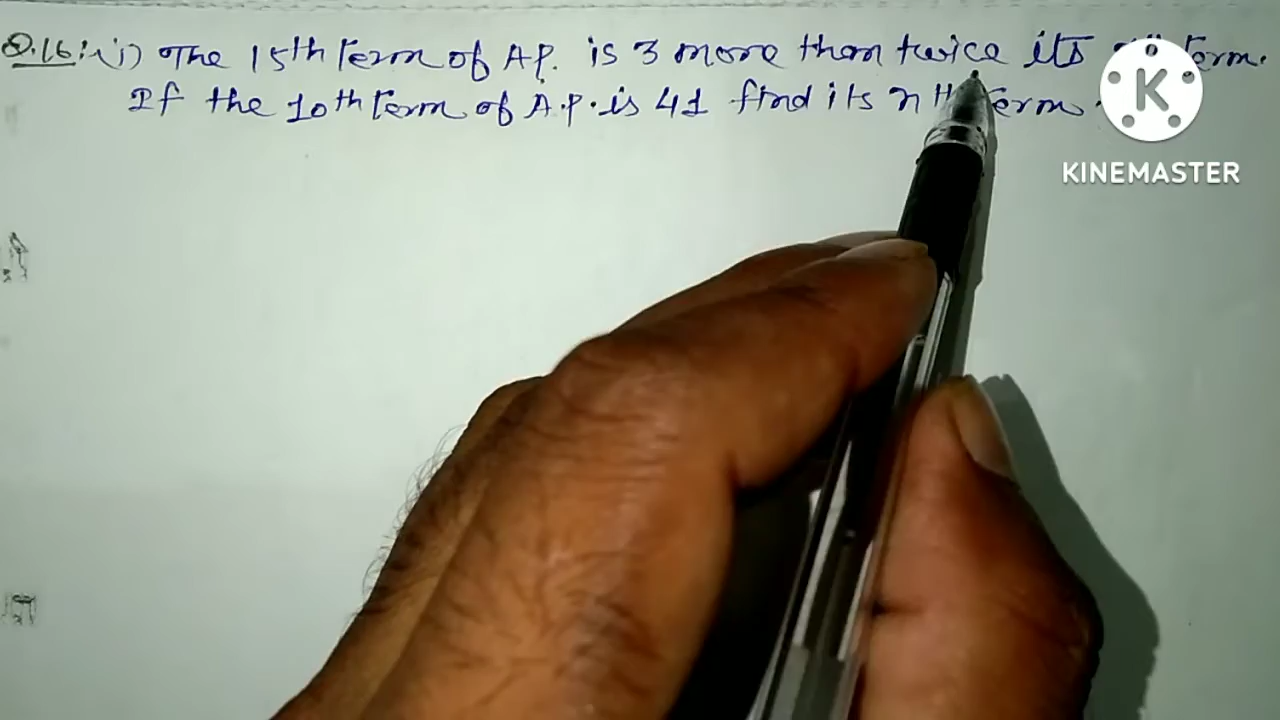 Q.16:-(i) The 15th term of A.P. is 3 more than twice its term.
If the 10th term of A.P. is 41 find its nth term.
K
KINEMASTER